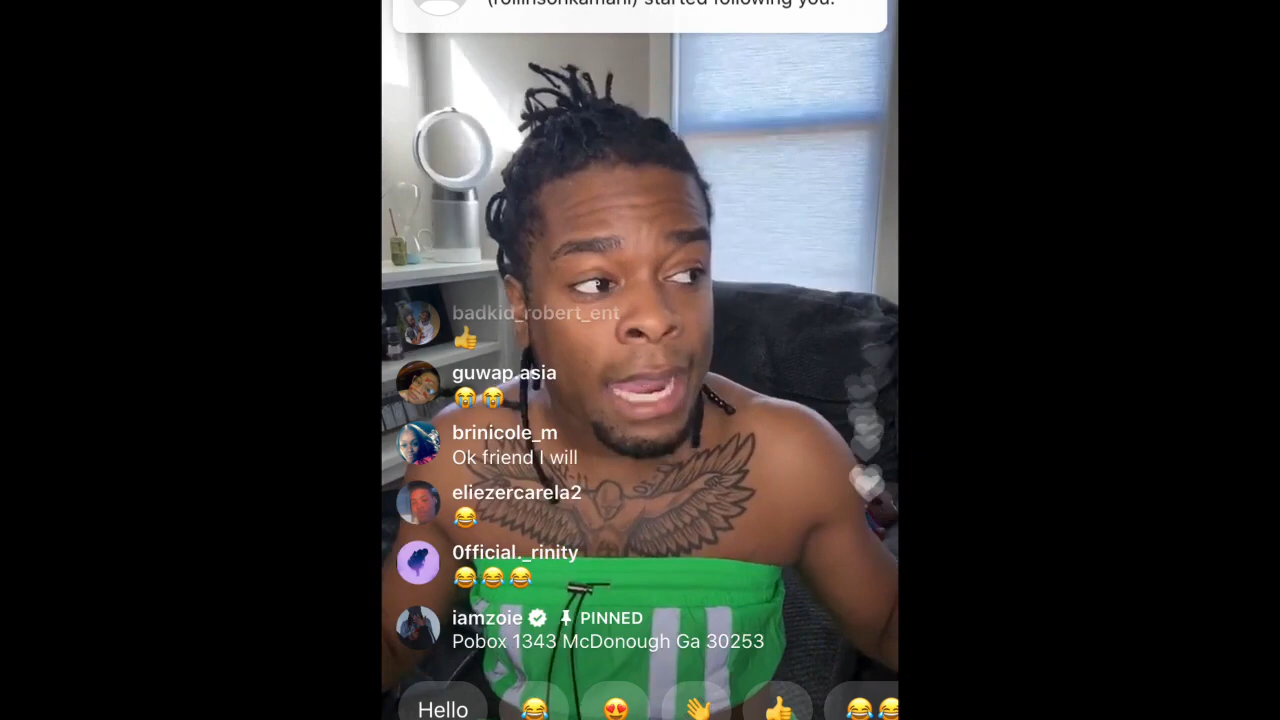 started following you.
badkid_robert_ent
👍
guwap.asia
😭😭
brinicole_m
Ok friend I will
eliezercarela2
😂
0fficial._rinity
😂😂😂
iamzoie PINNED
Pobox 1343 McDonough Ga 30253
Hello 😂 😍 👋 👍 😂😂